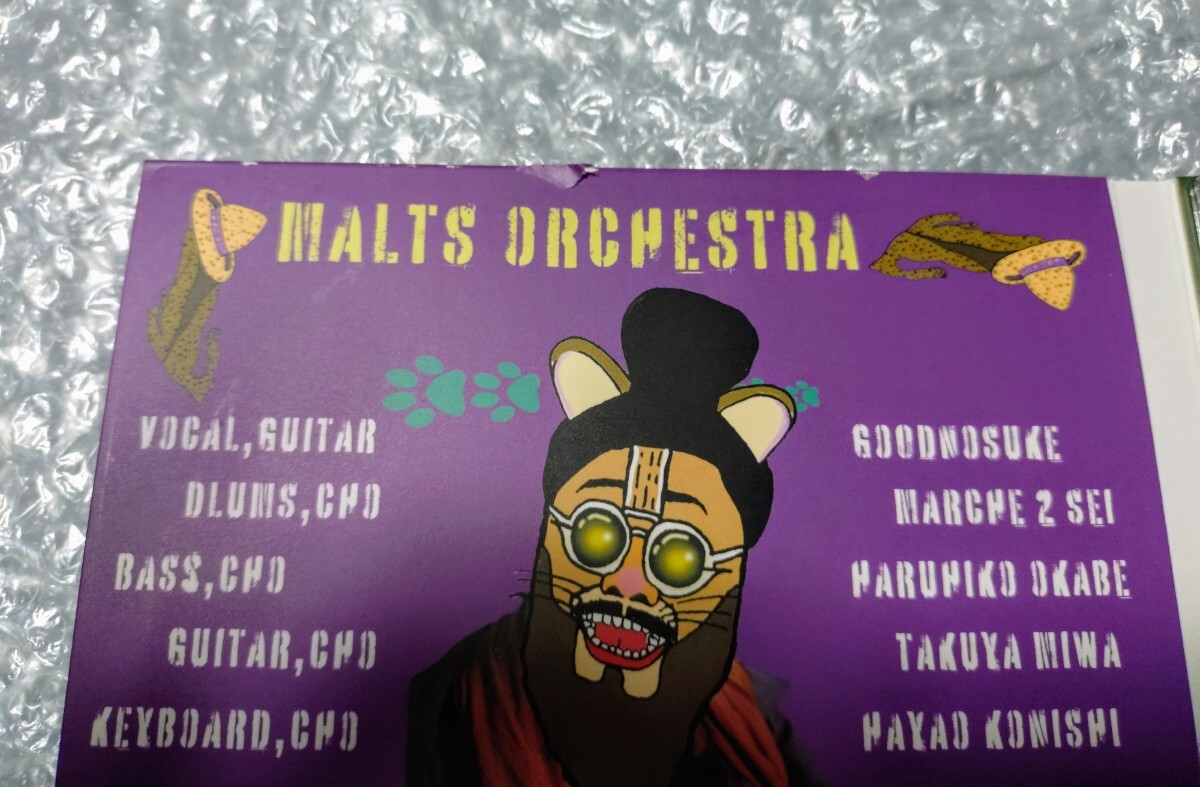 MALTS ORCHESTRA
VOCAL,GUITAR GOODNOSUKE
DLUMS,CHO MARCHE 2 SEI
BASS,CHO HARUHIKO OKABE
GUITAR,CHO TAKUYA MIWA
KEYBOARD,CHO HAYAO KONISHI